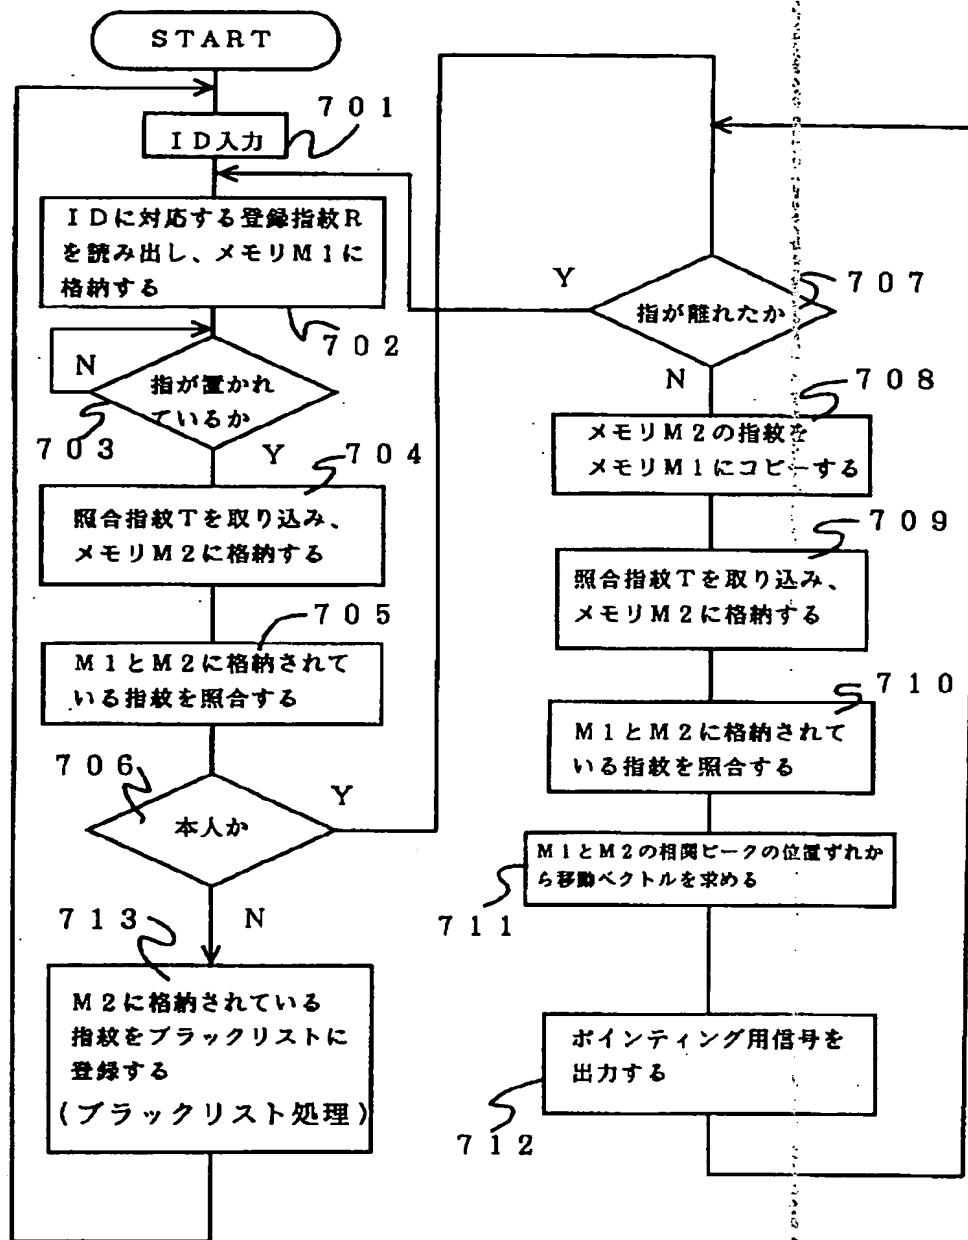 START
701
ID入力
IDに対応する登録指紋R
を読み出し、メモリM1に
格納する
702
N
指が置かれ
ているか
703
Y
704
照合指紋Tを取り込み、
メモリM2に格納する
705
M1とM2に格納されて
いる指紋を照合する
706
Y
本人か
N
713
M2に格納されている
指紋をブラックリストに
登録する
(ブラックリスト処理)
Y
707
指が離れたか
N
708
メモリM2の指紋を
メモリM1にコピーする
709
照合指紋Tを取り込み、
メモリM2に格納する
710
M1とM2に格納されて
いる指紋を照合する
M1とM2の相関ピークの位置ずれか
ら移動ベクトルを求める
711
ポインティング用信号を
出力する
712